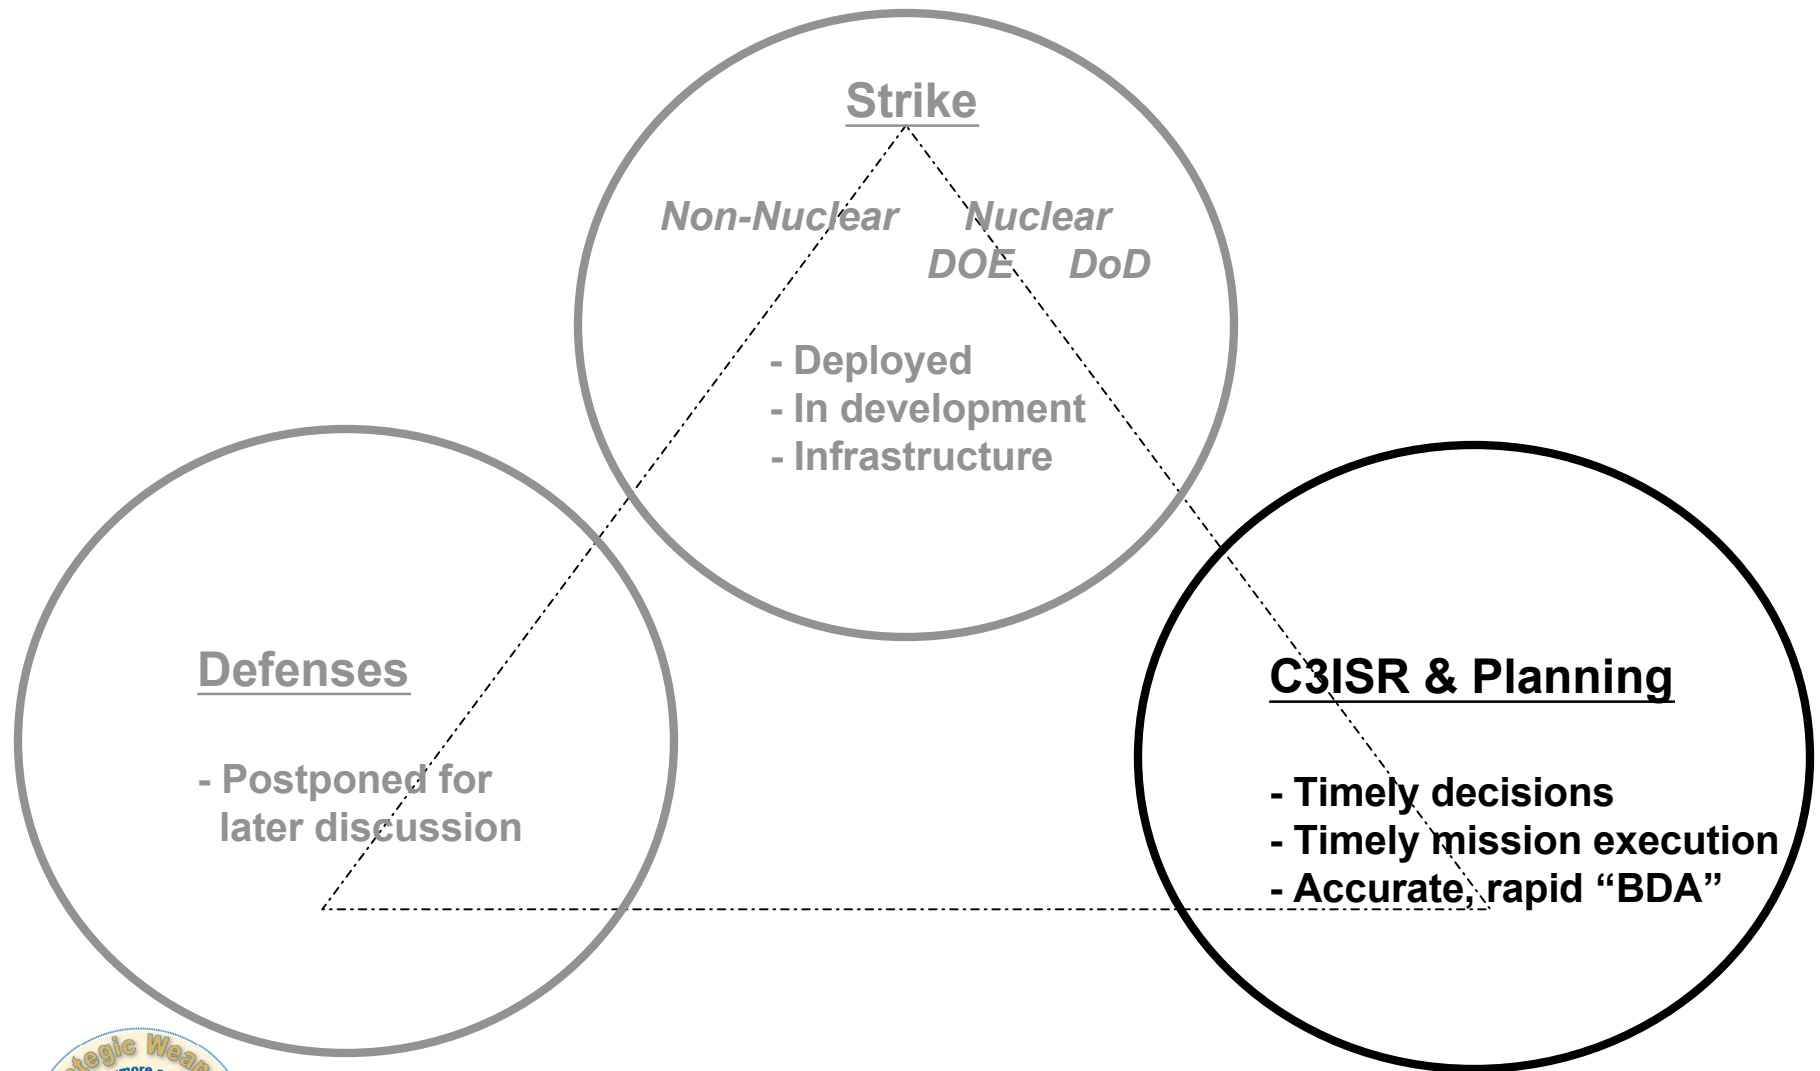 Strike
Non-Nuclear Nuclear
DOE DoD
- Deployed
- In development
- Infrastructure
Defenses
- Postponed for
later discussion
C3ISR & Planning
- Timely decisions
- Timely mission execution
- Accurate, rapid “BDA”